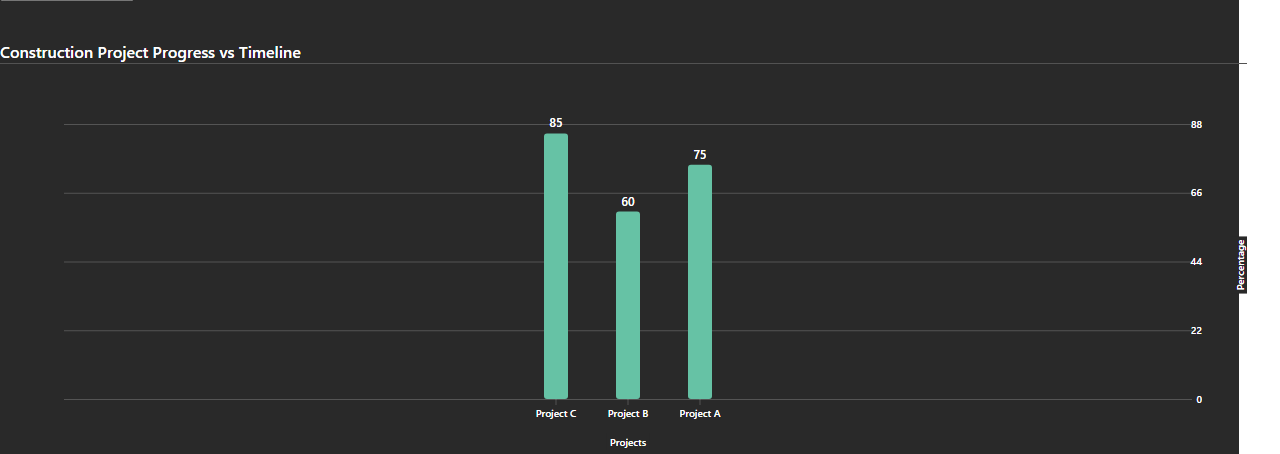 Construction Project Progress vs Timeline
85
75
60
88
66
44
22
0
Percentage
Project C
Project B
Project A
Projects